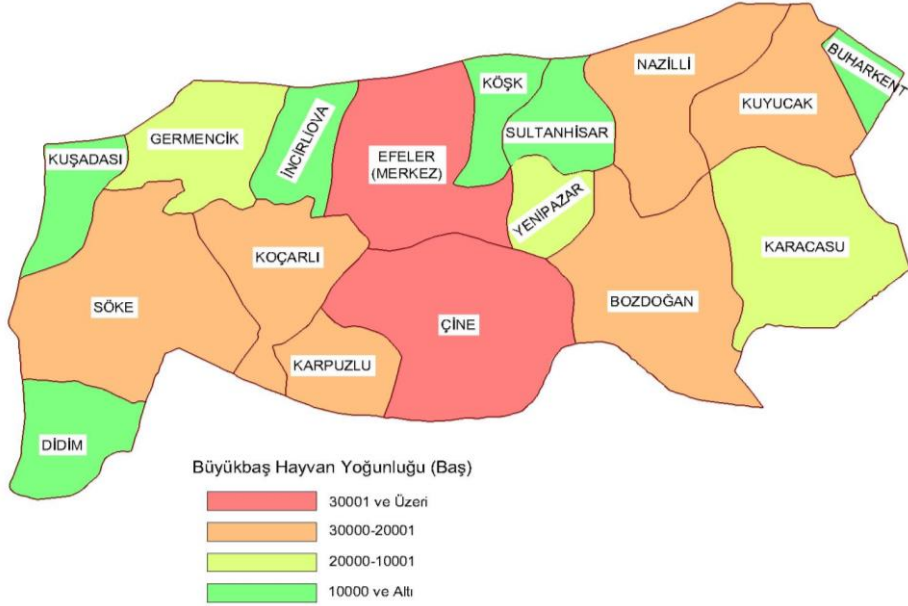 NAZİLLİ
BUHARKENT
KÖŞK
KUYUCAK
GERMENCİK
SULTANHİSAR
KUŞADASI
İNCİRLİOVA
EFELER
(MERKEZ)
YENİPAZAR
KARACASU
KOÇARLI
SÖKE
BOZDOĞAN
ÇİNE
KARPUZLU
DİDİM
Büyükbaş Hayvan Yoğunluğu (Baş)
30001 ve Üzeri
30000-20001
20000-10001
10000 ve Altı